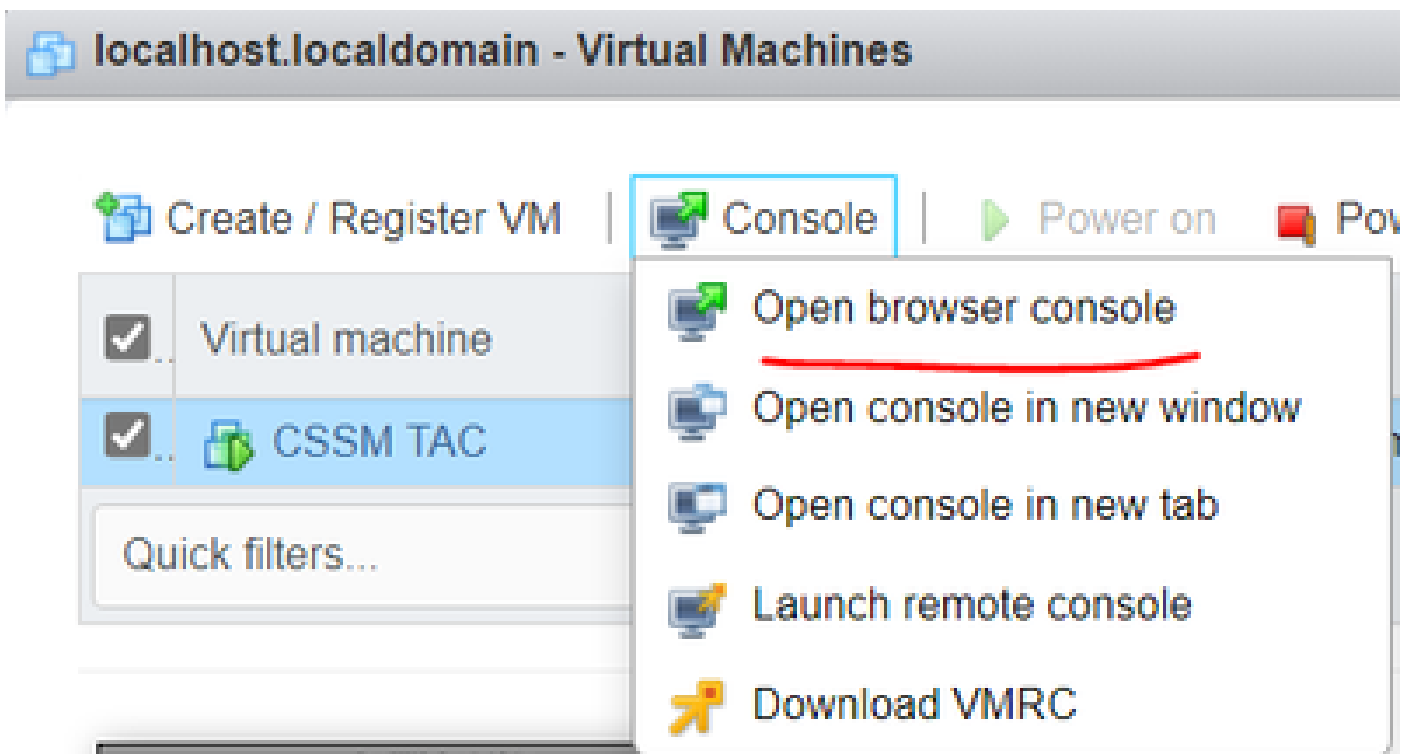 localhost.localdomain - Virtual Machines
Create / Register VM | Console | Power on
Open browser console
Virtual machine
Open console in new window
CSSM TAC
Open console in new tab
Quick filters...
Launch remote console
Download VMRC